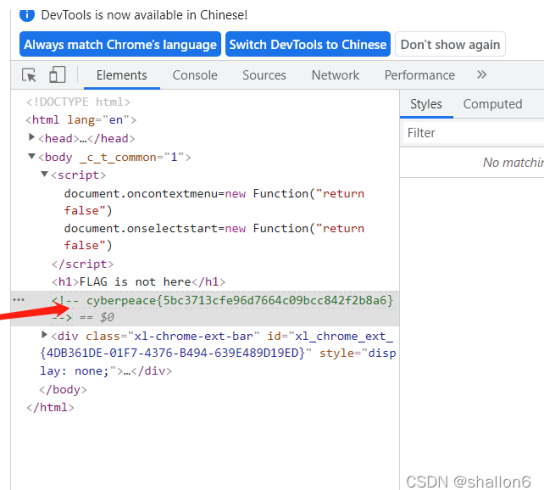 DevTools is now available in Chinese!
Always match Chrome's language Switch DevTools to Chinese Don't show again
Elements Console Sources Network Performance »
Styles Computed
Filter
No matchin
<!DOCTYPE html>
<html lang="en">
▶<head>…</head>
▼<body _c_t_common="1">
▼<script>
document.oncontextmenu=new Function("return
false")
document.onselectstart=new Function("return
false")
</script>
<h1>FLAG is not here</h1>
<!-- cyberpeace{5bc3713cfe96d7664c09bcc842f2b8a6}
--> == $0
▶<div class="xl-chrome-ext-bar" id="xl_chrome_ext_
{4DB361DE-01F7-4376-B494-639E489D19ED}" style="disp
lay: none;">…</div>
</body>
</html>
CSDN @shallon6